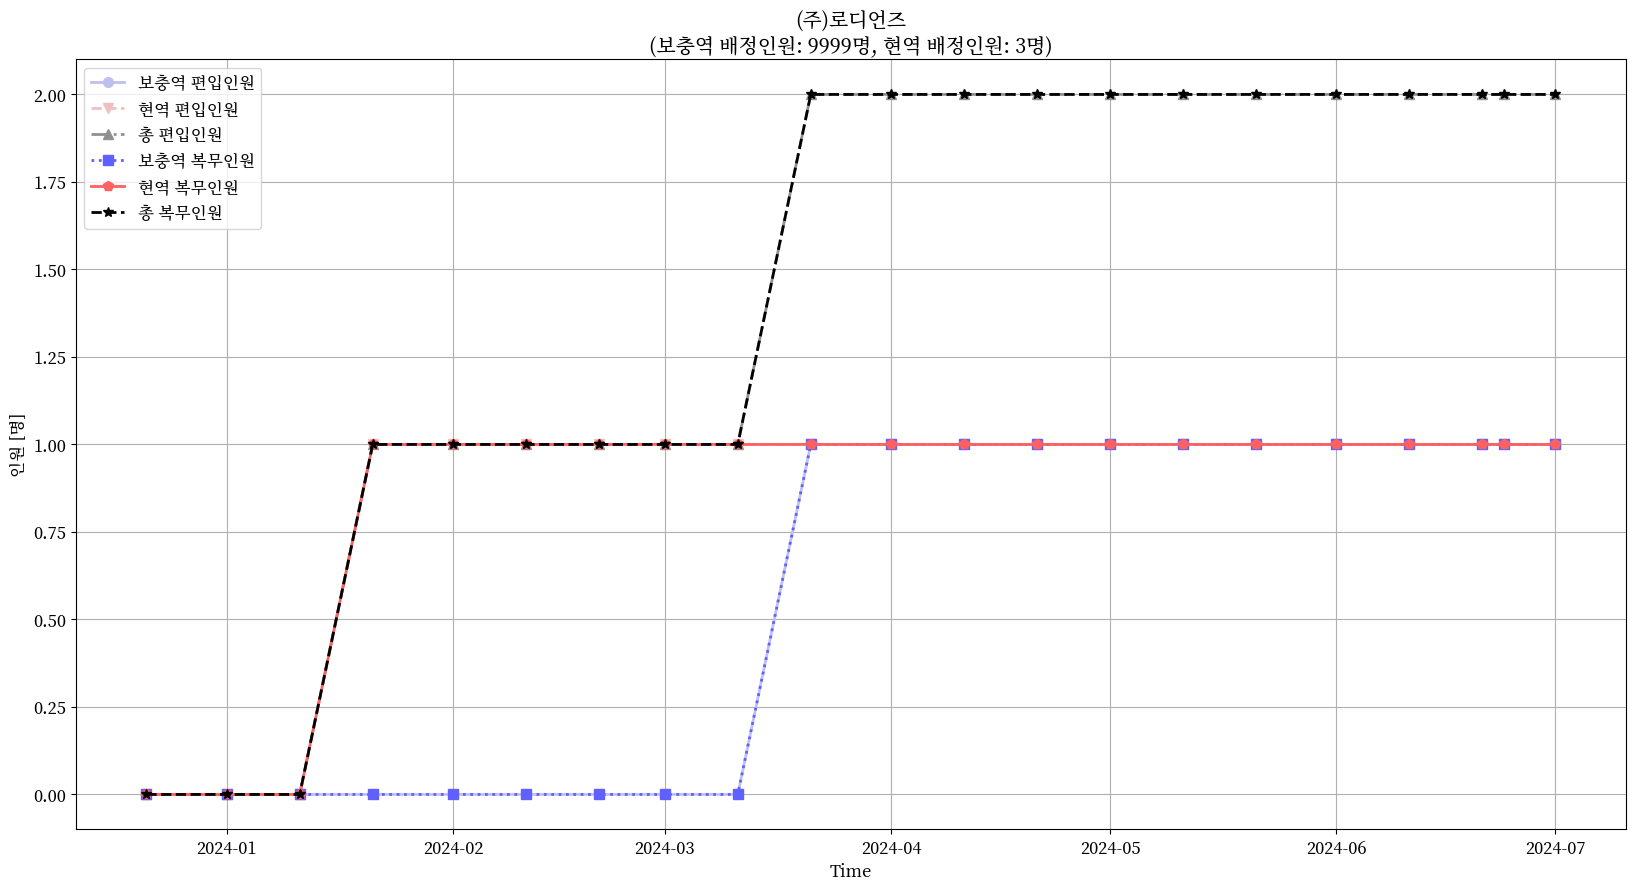 (주)로디언즈
(보충역 배정인원: 9999명, 현역 배정인원: 3명)
보충역 편입인원
현역 편입인원
총 편입인원
보충역 복무인원
현역 복무인원
총 복무인원
2.00
1.75
1.50
1.25
1.00
0.75
0.50
0.25
0.00
인원 [명]
2024-01
2024-02
2024-03
2024-04
2024-05
2024-06
2024-07
Time